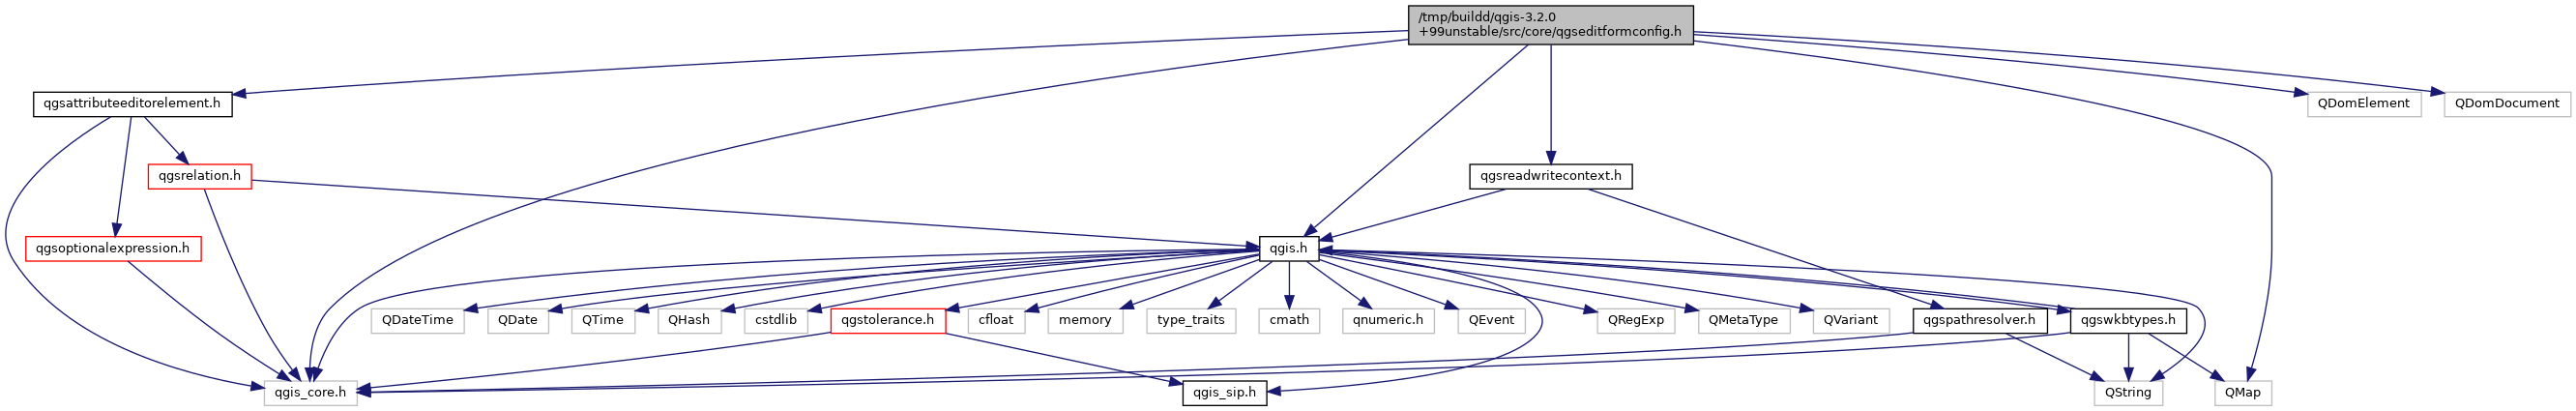 /tmp/buildd/qgis-3.2.0
+99unstable/src/core/qgseditformconfig.h
qgsattributeeditorelement.h
QDomElement
QDomDocument
qgsrelation.h
qgsreadwritecontext.h
qgsoptionalexpression.h
qgis.h
QDateTime
QDate
QTime
QHash
cstdlib
qgstolerance.h
cfloat
memory
type_traits
cmath
qnumeric.h
QEvent
QRegExp
QMetaType
QVariant
qgspathresolver.h
qgswkbtypes.h
qgis_core.h
qgis_sip.h
QString
QMap